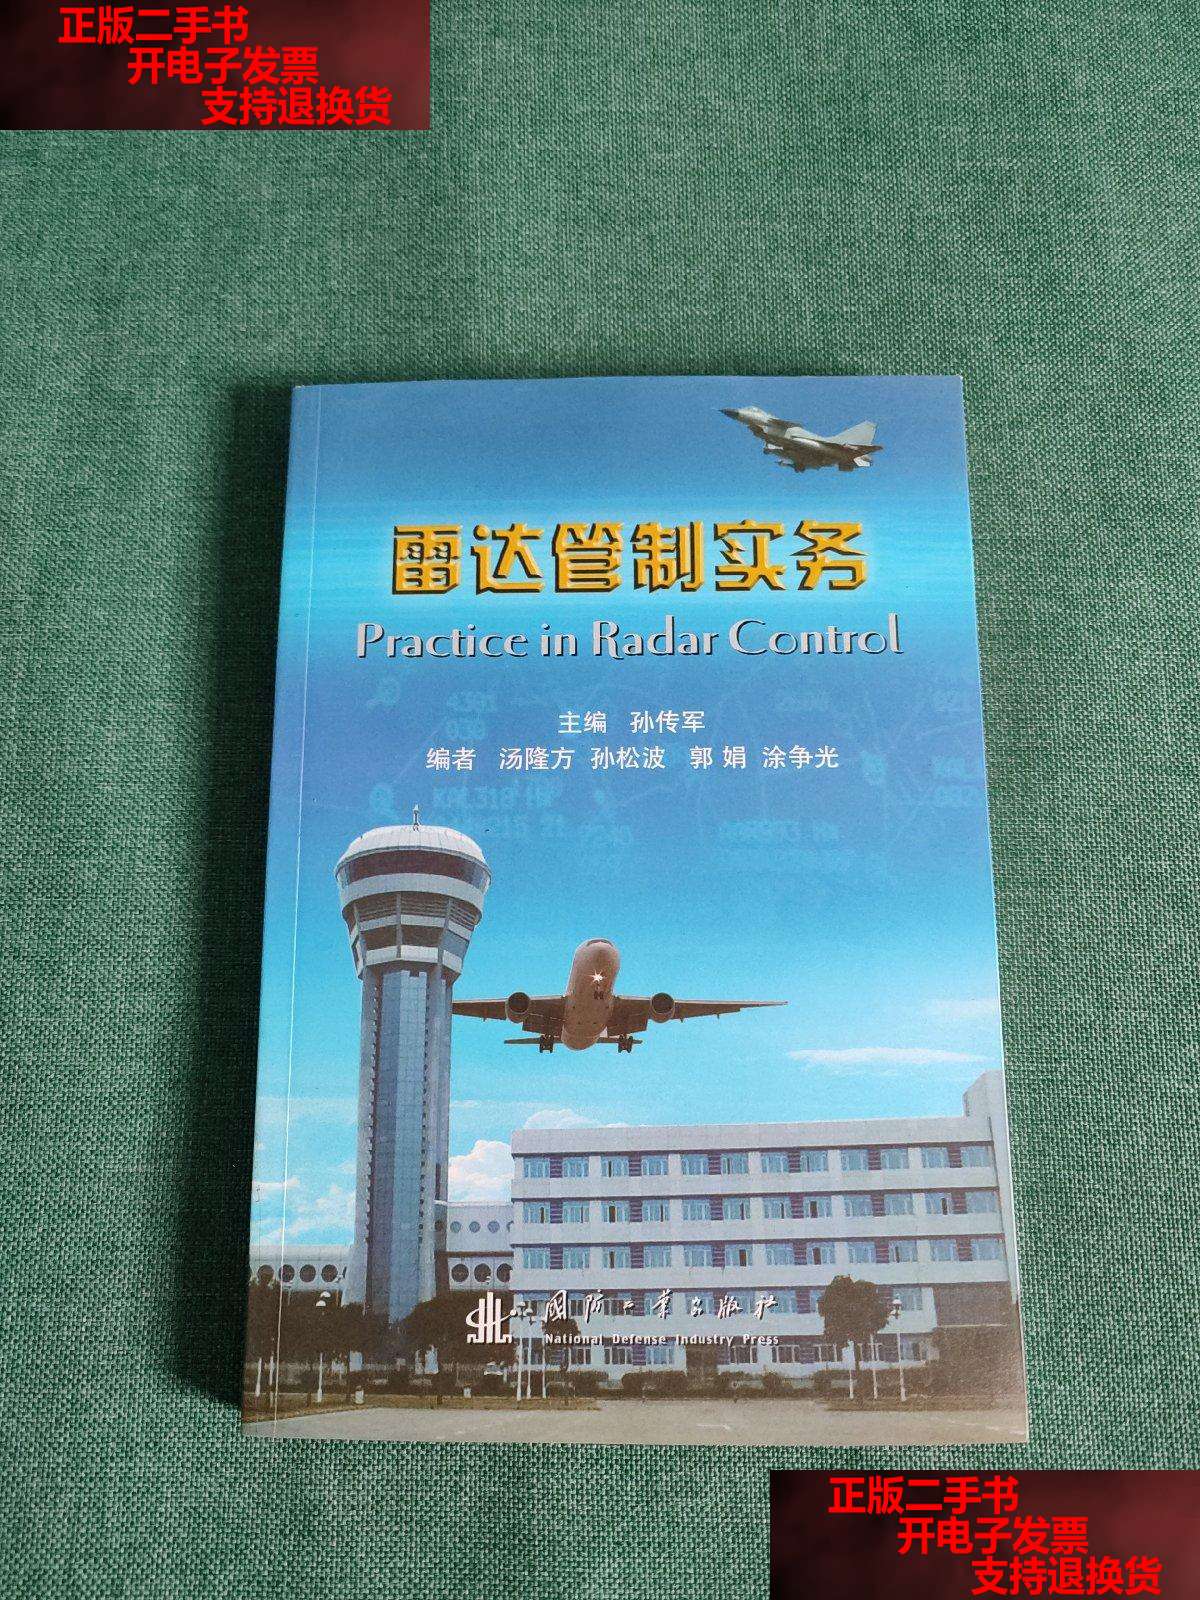 正版二手书
开电子发票
支持退换货
雷达管制实务
Practice in Radar Control
主编 孙传军
编者 汤隆方 孙松波 郭 娟 涂争光
国防工业出版社
National Defense Industry Press
正版二手书
开电子发票
支持退换货